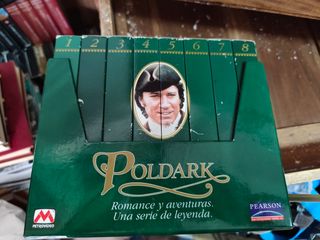 1 2 3 4 5 6 7 8
POLDARK
Romance y aventuras.
Una serie de leyenda.
METROVIDEO
PEARSON